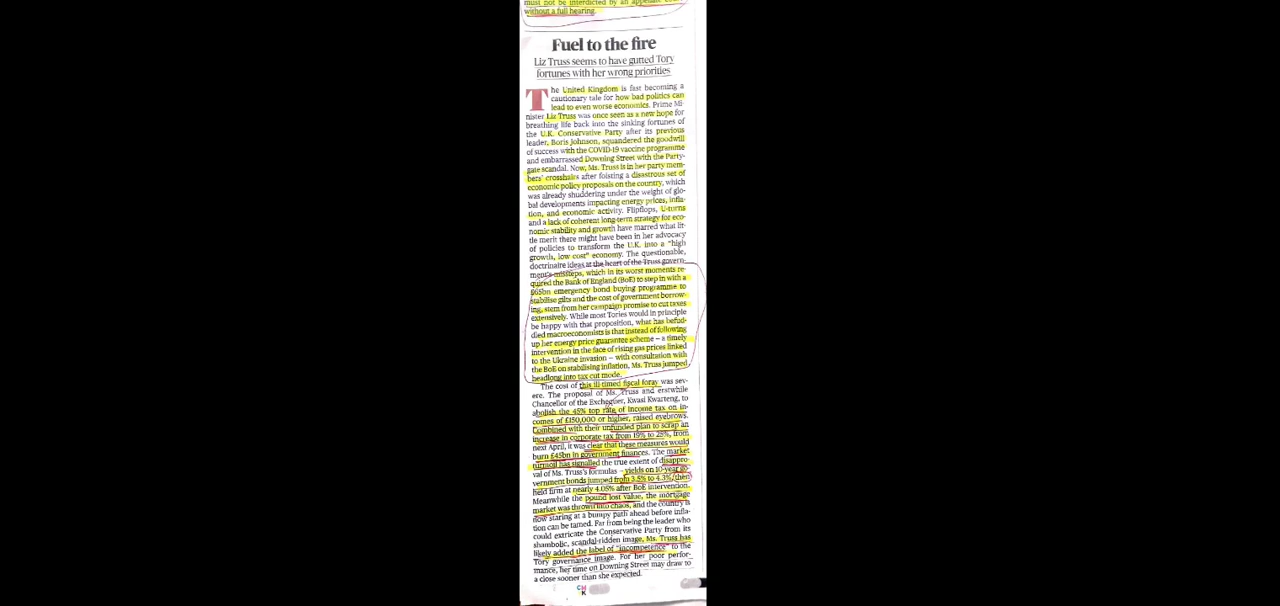 must not be interdicted by an appellate court
without a full hearing.
Fuel to the fire
Liz Truss seems to have gutted Tory
fortunes with her wrong priorities
The United Kingdom is fast becoming a
cautionary tale for how bad politics can
lead to even worse economics. Prime Mi-
nister Liz Truss was once seen as a new hope for
breathing life back into the sinking fortunes of
the U.K. Conservative Party after its previous
leader, Boris Johnson, squandered the goodwill
of success with the COVID-19 vaccine programme
and embarrassed Downing Street with the Party-
gate scandal. Now, Ms. Truss is in her party mem-
bers' crosshairs after foisting a disastrous set of
economic policy proposals on the country, which
was already shuddering under the weight of glo-
bal developments impacting energy prices, infla-
tion, and economic activity. Flipflops, U-turns
and a lack of coherent long-term strategy for eco-
nomic stability and growth have marred what lit-
tle merit there might have been in her advocacy
of policies to transform the U.K. into a "high
growth, low cost" economy. The questionable,
doctrinaire ideas at the heart of the Truss govern-
ment's missteps, which in its worst moments re-
quired the Bank of England (BoE) to step in with a
£65bn emergency bond buying programme to
stabilise gilts and the cost of government borrow-
ing, stem from her campaign promise to cut taxes
extensively. While most Tories would in principle
be happy with that proposition, what has befud-
dled macroeconomists is that instead of following
up her energy price guarantee scheme – a timely
intervention in the face of rising gas prices linked
to the Ukraine invasion – with consultation with
the BoE on stabilising inflation, Ms. Truss jumped
headlong into tax cut mode.
The cost of this ill-timed fiscal foray was sev-
ere. The proposal of Ms. Truss and erstwhile
Chancellor of the Exchequer, Kwasi Kwarteng, to
abolish the 45% top rate of income tax on in-
comes of £150,000 or higher, raised eyebrows.
Combined with their unfunded plan to scrap an
increase in corporate tax from 19% to 25%, from
next April, it was clear that these measures would
burn £45bn in government finances. The market
turmoil has signalled the true extent of disappro-
val of Ms. Truss's formulas – yields on 10-year go-
vernment bonds jumped from 3.5% to 4.3%, then
held firm at nearly 4.05% after BoE intervention.
Meanwhile the pound lost value, the mortgage
market was thrown into chaos, and the country is
now staring at a bumpy path ahead before infla-
tion can be tamed. Far from being the leader who
could extricate the Conservative Party from its
shambolic, scandal-ridden image, Ms. Truss has
likely added the label of "incompetence" to the
Tory governance image. For her poor perfor-
mance, her time on Downing Street may draw to
a close sooner than she expected.
CM
K